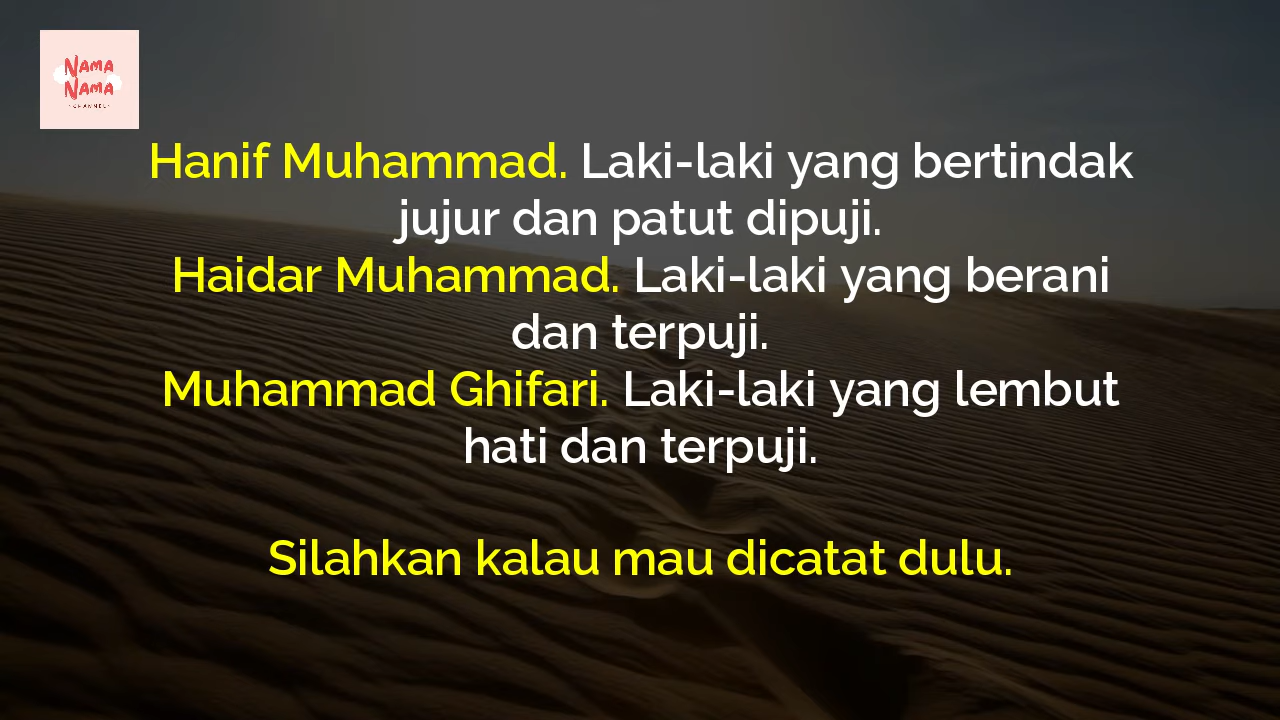 NAMA
NAMA
CHANNEL
Hanif Muhammad. Laki-laki yang bertindak
jujur dan patut dipuji.
Haidar Muhammad. Laki-laki yang berani
dan terpuji.
Muhammad Ghifari. Laki-laki yang lembut
hati dan terpuji.
Silahkan kalau mau dicatat dulu.